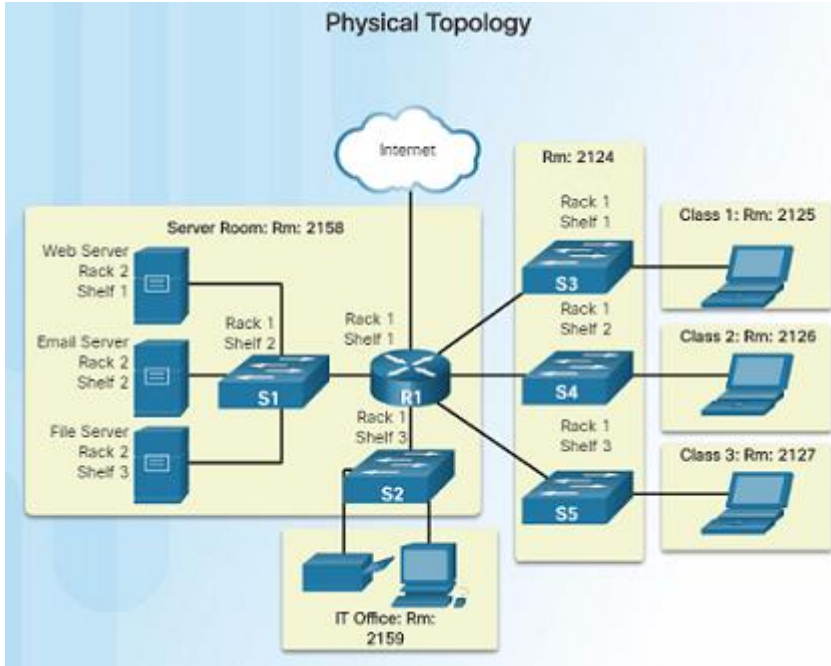 Physical Topology
Internet
Server Room: Rm: 2158
Web Server
Rack 2
Shelf 1
Email Server
Rack 2
Shelf 2
File Server
Rack 2
Shelf 3
Rack 1
Shelf 2
S1
Rack 1
Shelf 1
R1
Rack 1
Shelf 3
S2
IT Office: Rm:
2159
Rm: 2124
Rack 1
Shelf 1
S3
Rack 1
Shelf 2
S4
Rack 1
Shelf 3
S5
Class 1: Rm: 2125
Class 2: Rm: 2126
Class 3: Rm: 2127